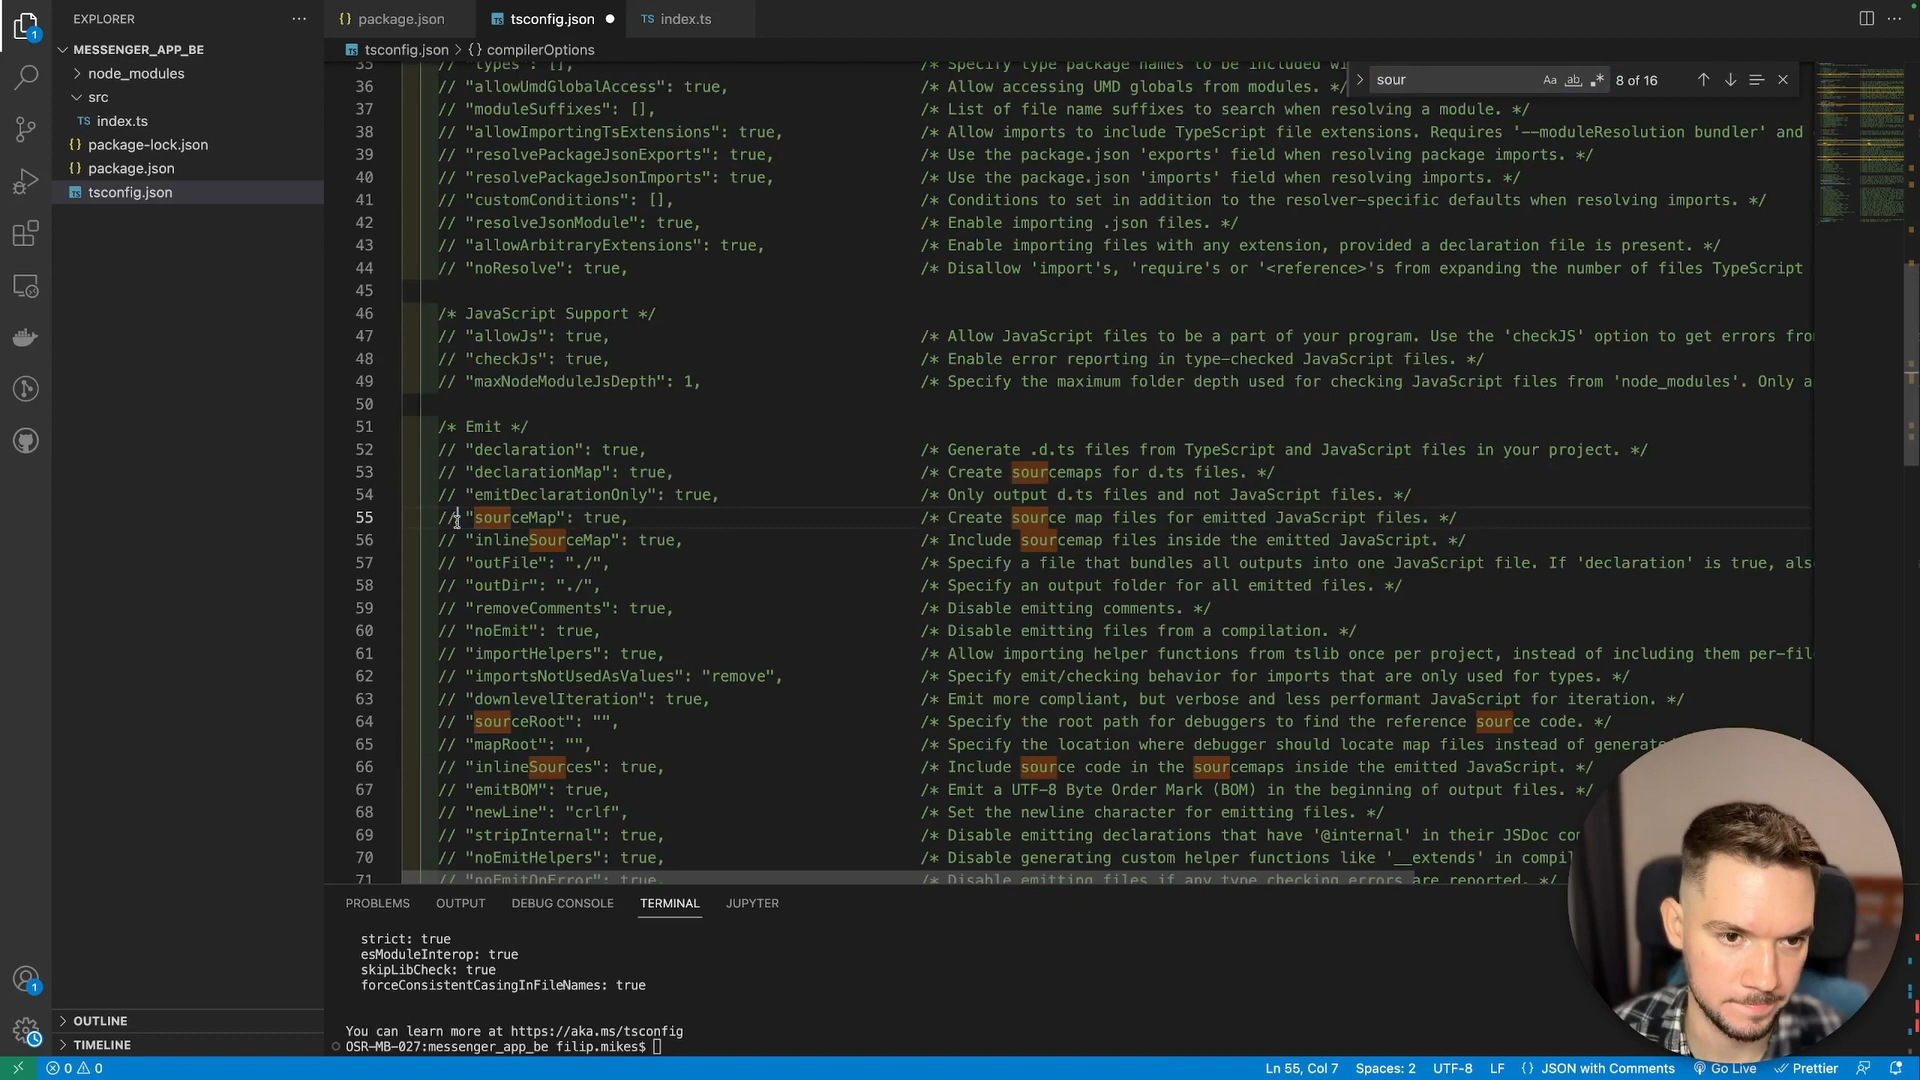 EXPLORER
MESSENGER_APP_BE
node_modules
src
index.ts
package-lock.json
package.json
tsconfig.json
OUTLINE
TIMELINE
package.json
tsconfig.json
index.ts
tsconfig.json > {} compilerOptions
sour
8 of 16
35 // "types": [], /* Specify type package names to be included
36 // "allowUmdGlobalAccess": true, /* Allow accessing UMD globals from modules. */
37 // "moduleSuffixes": [], /* List of file name suffixes to search when resolving a module. */
38 // "allowImportingTsExtensions": true, /* Allow imports to include TypeScript file extensions. Requires '--moduleResolution bundler' and
39 // "resolvePackageJsonExports": true, /* Use the package.json 'exports' field when resolving package imports. */
40 // "resolvePackageJsonImports": true, /* Use the package.json 'imports' field when resolving imports. */
41 // "customConditions": [], /* Conditions to set in addition to the resolver-specific defaults when resolving imports. */
42 // "resolveJsonModule": true, /* Enable importing .json files. */
43 // "allowArbitraryExtensions": true, /* Enable importing files with any extension, provided a declaration file is present. */
44 // "noResolve": true, /* Disallow 'import's, 'require's or '<reference>'s from expanding the number of files TypeScript
45
46 /* JavaScript Support */
47 // "allowJs": true, /* Allow JavaScript files to be a part of your program. Use the 'checkJS' option to get errors fro
48 // "checkJs": true, /* Enable error reporting in type-checked JavaScript files. */
49 // "maxNodeModuleJsDepth": 1, /* Specify the maximum folder depth used for checking JavaScript files from 'node_modules'. Only a
50
51 /* Emit */
52 // "declaration": true, /* Generate .d.ts files from TypeScript and JavaScript files in your project. */
53 // "declarationMap": true, /* Create sourcemaps for d.ts files. */
54 // "emitDeclarationOnly": true, /* Only output d.ts files and not JavaScript files. */
55 // "sourceMap": true, /* Create source map files for emitted JavaScript files. */
56 // "inlineSourceMap": true, /* Include sourcemap files inside the emitted JavaScript. */
57 // "outFile": "./", /* Specify a file that bundles all outputs into one JavaScript file. If 'declaration' is true, als
58 // "outDir": "./", /* Specify an output folder for all emitted files. */
59 // "removeComments": true, /* Disable emitting comments. */
60 // "noEmit": true, /* Disable emitting files from a compilation. */
61 // "importHelpers": true, /* Allow importing helper functions from tslib once per project, instead of including them per-fil
62 // "importsNotUsedAsValues": "remove", /* Specify emit/checking behavior for imports that are only used for types. */
63 // "downlevelIteration": true, /* Emit more compliant, but verbose and less performant JavaScript for iteration. */
64 // "sourceRoot": "", /* Specify the root path for debuggers to find the reference source code. */
65 // "mapRoot": "", /* Specify the location where debugger should locate map files instead of generate
66 // "inlineSources": true, /* Include source code in the sourcemaps inside the emitted JavaScript. */
67 // "emitBOM": true, /* Emit a UTF-8 Byte Order Mark (BOM) in the beginning of output files. */
68 // "newLine": "crlf", /* Set the newline character for emitting files. */
69 // "stripInternal": true, /* Disable emitting declarations that have '@internal' in their JSDoc co
70 // "noEmitHelpers": true, /* Disable generating custom helper functions like '__extends' in compil
71 // "noEmitOnError": true, /* Disable emitting files if any type checking errors are reported. */
PROBLEMS OUTPUT DEBUG CONSOLE TERMINAL JUPYTER
strict: true
esModuleInterop: true
skipLibCheck: true
forceConsistentCasingInFileNames: true
You can learn more at https://aka.ms/tsconfig
OSR-MB-027:messenger_app_be filip.mikes$
0 0 Ln 55, Col 7 Spaces: 2 UTF-8 LF {} JSON with Comments Go Live Prettier